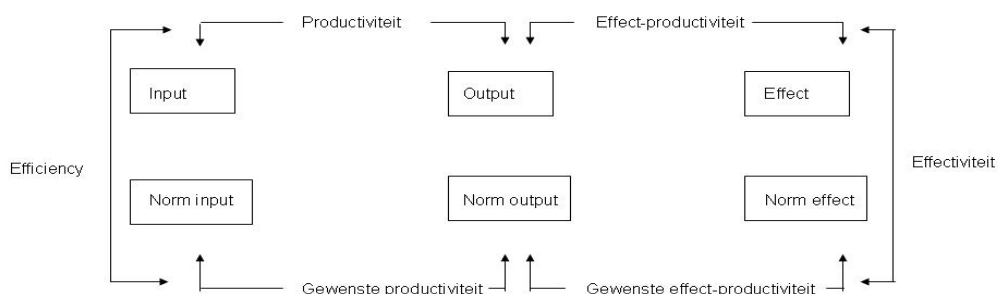 Productiviteit
Effect-productiviteit
Input
Output
Effect
Efficiency
Effectiviteit
Norm input
Norm output
Norm effect
Gewenste productiviteit
Gewenste effect-productiviteit